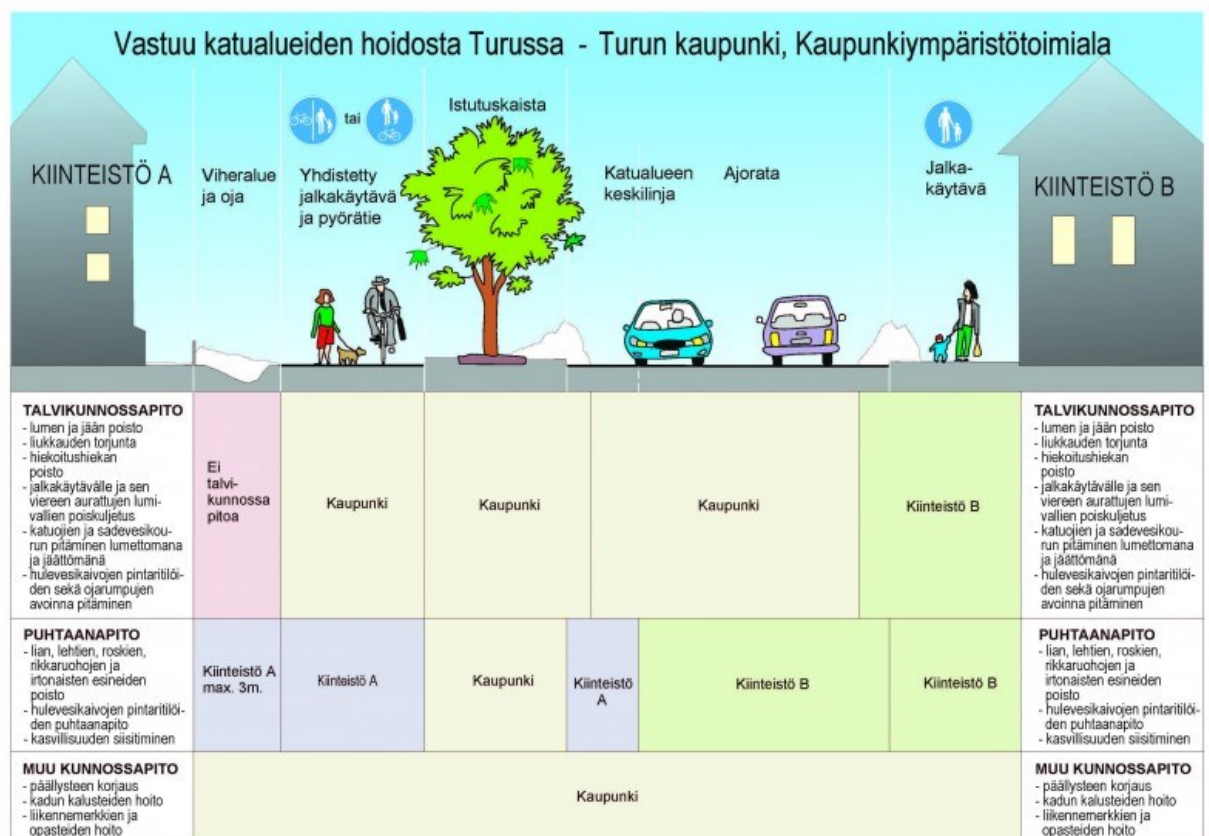 Vastuu katualueiden hoidosta Turussa - Turun kaupunki, Kaupunkiympäristötoimiala
KIINTEISTÖ A
Viheralue
ja oja
tai
Yhdistetty
jalkakäytävä
ja pyörätie
Istutuskaista
Katualueen
keskilinja
Ajorata
Jalka-
käytävä
KIINTEISTÖ B
TALVIKUNNOSSAPITO
- lumen ja jään poisto
- liukkauden torjunta
- hiekoitushiekan
poisto
- jalkakäytävälle ja sen
viereen aurattujen lumi-
vallien poiskuljetus
- katuojien ja sadevesikou-
run pitäminen lumettomana
ja jäättömänä
- hulevesikaivojen pintaritilöi-
den sekä ojarumpujen
avoinna pitäminen
Ei
talvi-
kunnossa
pitoa
Kaupunki
Kaupunki
Kaupunki
Kiinteistö B
TALVIKUNNOSSAPITO
- lumen ja jään poisto
- liukkauden torjunta
- hiekoitushiekan
poisto
- jalkakäytävälle ja sen
viereen aurattujen lumi-
vallien poiskuljetus
- katuojien ja sadevesikou-
run pitäminen lumettomana
ja jäättömänä
- hulevesikaivojen pintaritilöi-
den sekä ojarumpujen
avoinna pitäminen
PUHTAANAPITO
- lian, lehtien, roskien,
rikkaruohojen ja
irtonaisten esineiden
poisto
- hulevesikaivojen pintaritilöi-
den puhtaanapito
- kasvillisuuden siisitiminen
Kiinteistö A
max. 3m.
Kiinteistö A
Kaupunki
Kiinteistö
A
Kiinteistö B
Kiinteistö B
PUHTAANAPITO
- lian, lehtien, roskien,
rikkaruohojen ja
irtonaisten esineiden
poisto
- hulevesikaivojen pintaritilöi-
den puhtaanapito
- kasvillisuuden siisitiminen
MUU KUNNOSSAPITO
- päällysteen korjaus
- kadun kalusteiden hoito
- liikennemerkkien ja
opasteiden hoito
Kaupunki
MUU KUNNOSSAPITO
- päällysteen korjaus
- kadun kalusteiden hoito
- liikennemerkkien ja
opasteiden hoito